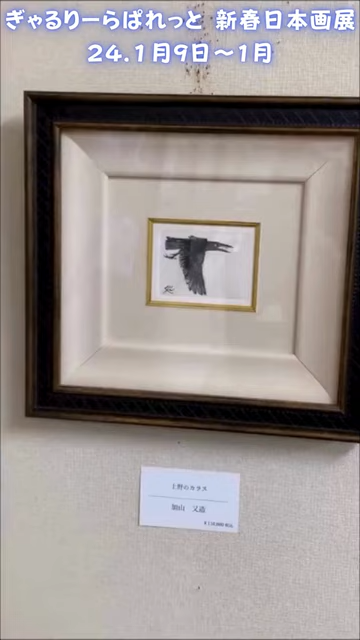 ぎゃるりーらぱれっと 新春日本画展
24.1月9日～1月
上野のカラス
加山 又造